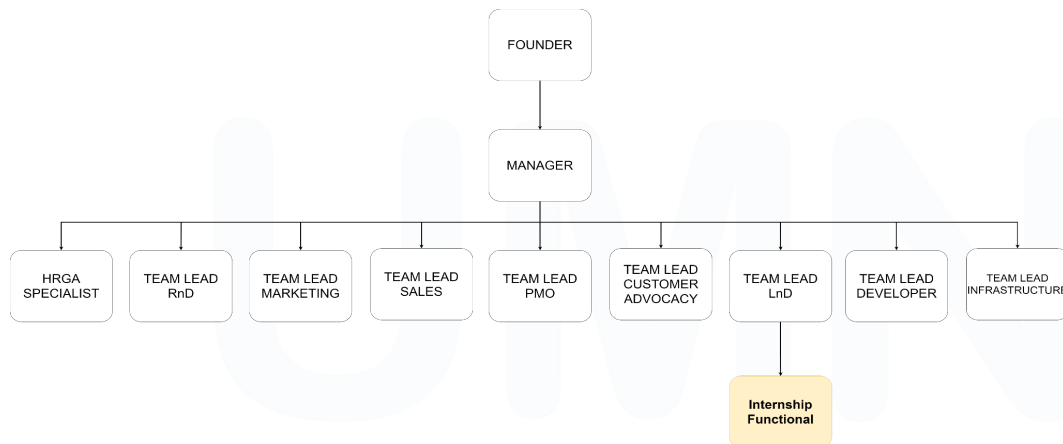 FOUNDER
MANAGER
HRGA
SPECIALIST
TEAM LEAD
RnD
TEAM LEAD
MARKETING
TEAM LEAD
SALES
TEAM LEAD
PMO
TEAM LEAD
CUSTOMER
ADVOCACY
TEAM LEAD
LnD
TEAM LEAD
DEVELOPER
TEAM LEAD
INFRASTRUCTURE
Internship
Functional
UMN